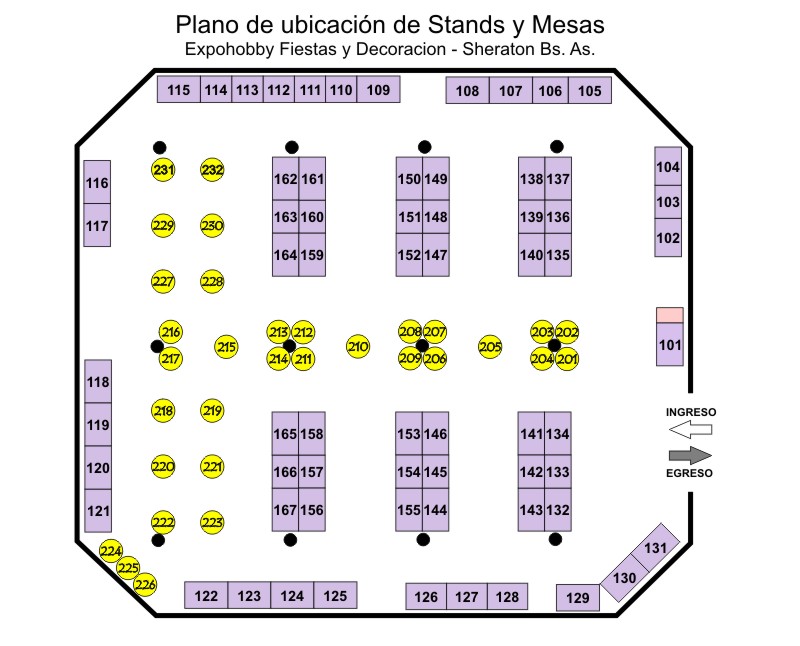 Plano de ubicación de Stands y Mesas
Expohobby Fiestas y Decoracion - Sheraton Bs. As.
115 114 113 112 111 110 109 108 107 106 105
231 232 162 161 150 149 138 137 104
116
229 230 163 160 151 148 139 136 103
117
102
164 159 152 147 140 135
227 228
216 213 212 208 207 203 202
215 210 205 101
217 214 211 209 206 204 201
118
218 219 INGRESO
119 165 158 153 146 141 134
220 221 166 157 154 145 142 133 EGRESO
120
121 222 223 167 156 155 144 143 132
224 131
225 130
226
122 123 124 125 126 127 128 129